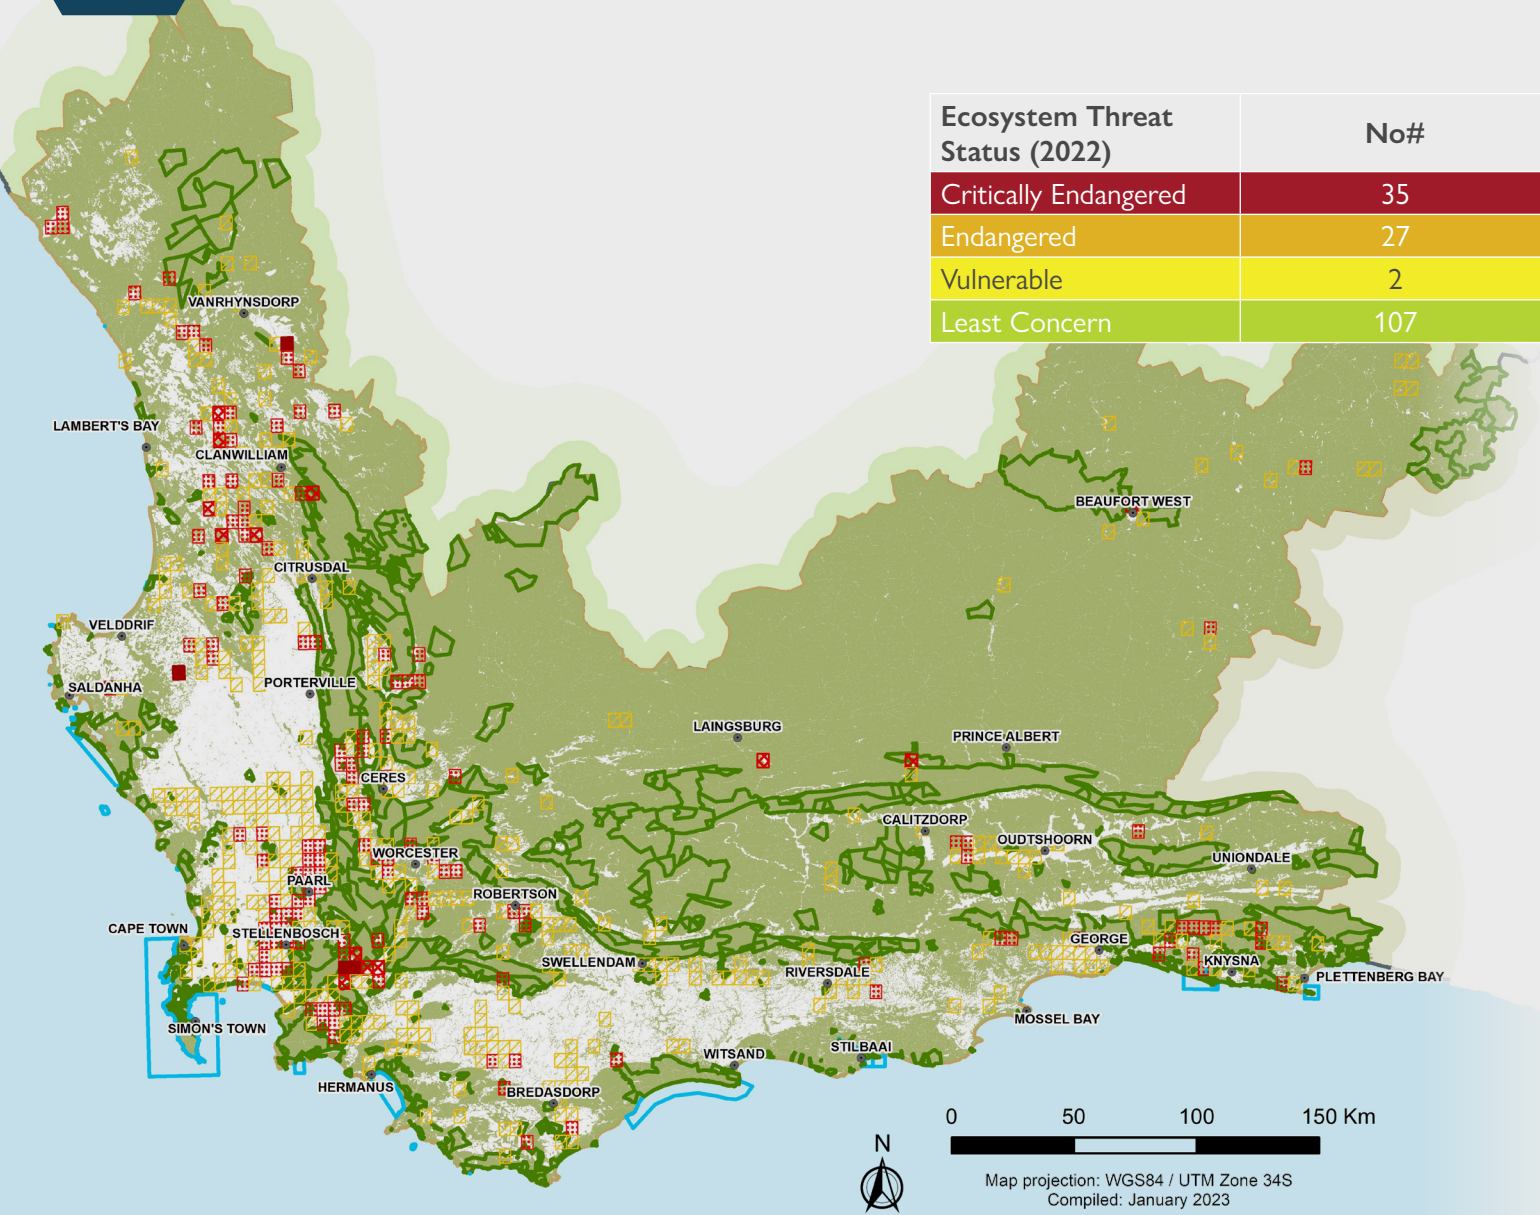 Ecosystem Threat
Status (2022)
No#
Critically Endangered 35
Endangered 27
Vulnerable 2
Least Concern 107
VANRHYNSDORP
LAMBERT'S BAY
CLANWILLIAM
BEAUFORT WEST
CITRUSDAL
VELDDRIF
SALDANHA
PORTERVILLE
LAINGSBURG
PRINCE ALBERT
CERES
CALITZDORP
OUDTSHOORN
WORCESTER
UNIONDALE
PAARL
ROBERTSON
CAPE TOWN
STELLENBOSCH
GEORGE
SWELLENDAM
KNYSNA
RIVERSDALE
PLETTENBERG BAY
MOSSEL BAY
SIMON'S TOWN
STILBAAI
WITSAND
HERMANUS
BREDASDORP
0 50 100 150 Km
N
Map projection: WGS84 / UTM Zone 34S
Compiled: January 2023